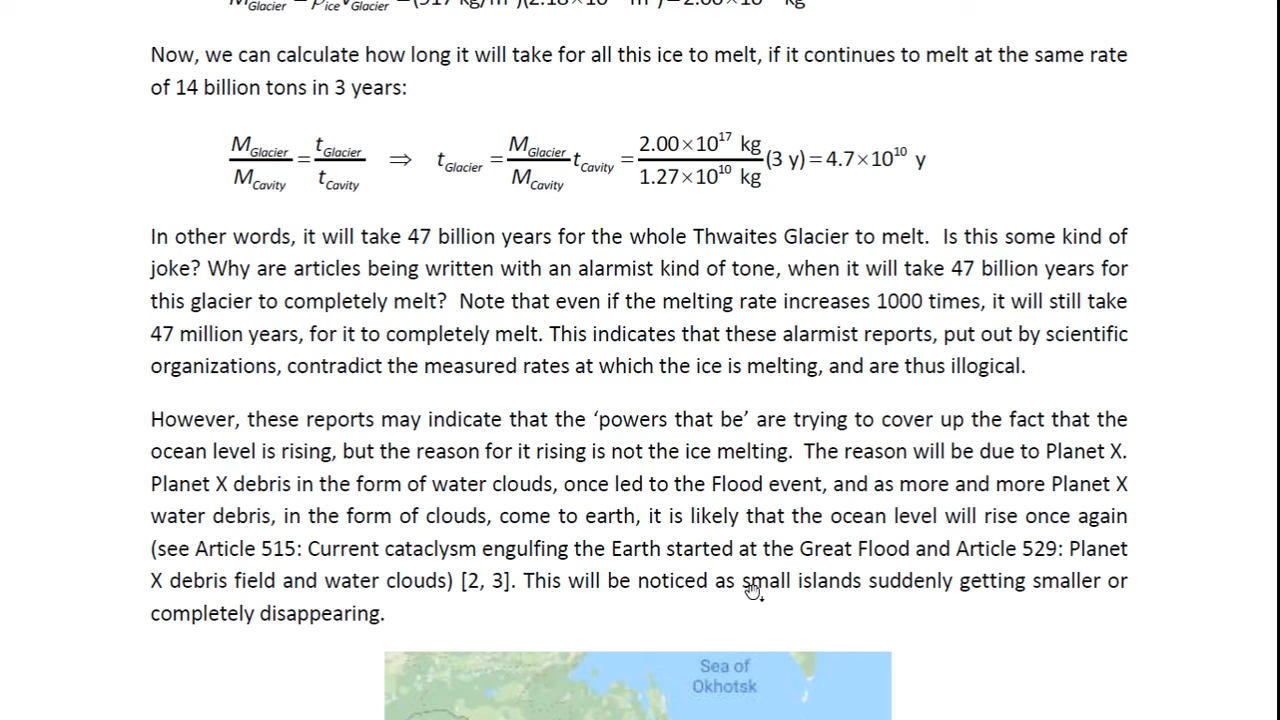 Now, we can calculate how long it will take for all this ice to melt, if it continues to melt at the same rate
of 14 billion tons in 3 years:
M_Glacier / M_Cavity = t_Glacier / t_Cavity ⇒ t_Glacier = (M_Glacier / M_Cavity) t_Cavity = (2.00×10^17 kg / 1.27×10^10 kg) (3 y) = 4.7×10^10 y
In other words, it will take 47 billion years for the whole Thwaites Glacier to melt. Is this some kind of
joke? Why are articles being written with an alarmist kind of tone, when it will take 47 billion years for
this glacier to completely melt? Note that even if the melting rate increases 1000 times, it will still take
47 million years, for it to completely melt. This indicates that these alarmist reports, put out by scientific
organizations, contradict the measured rates at which the ice is melting, and are thus illogical.
However, these reports may indicate that the ‘powers that be’ are trying to cover up the fact that the
ocean level is rising, but the reason for it rising is not the ice melting. The reason will be due to Planet X.
Planet X debris in the form of water clouds, once led to the Flood event, and as more and more Planet X
water debris, in the form of clouds, come to earth, it is likely that the ocean level will rise once again
(see Article 515: Current cataclysm engulfing the Earth started at the Great Flood and Article 529: Planet
X debris field and water clouds) [2, 3]. This will be noticed as small islands suddenly getting smaller or
completely disappearing.
Sea of
Okhotsk